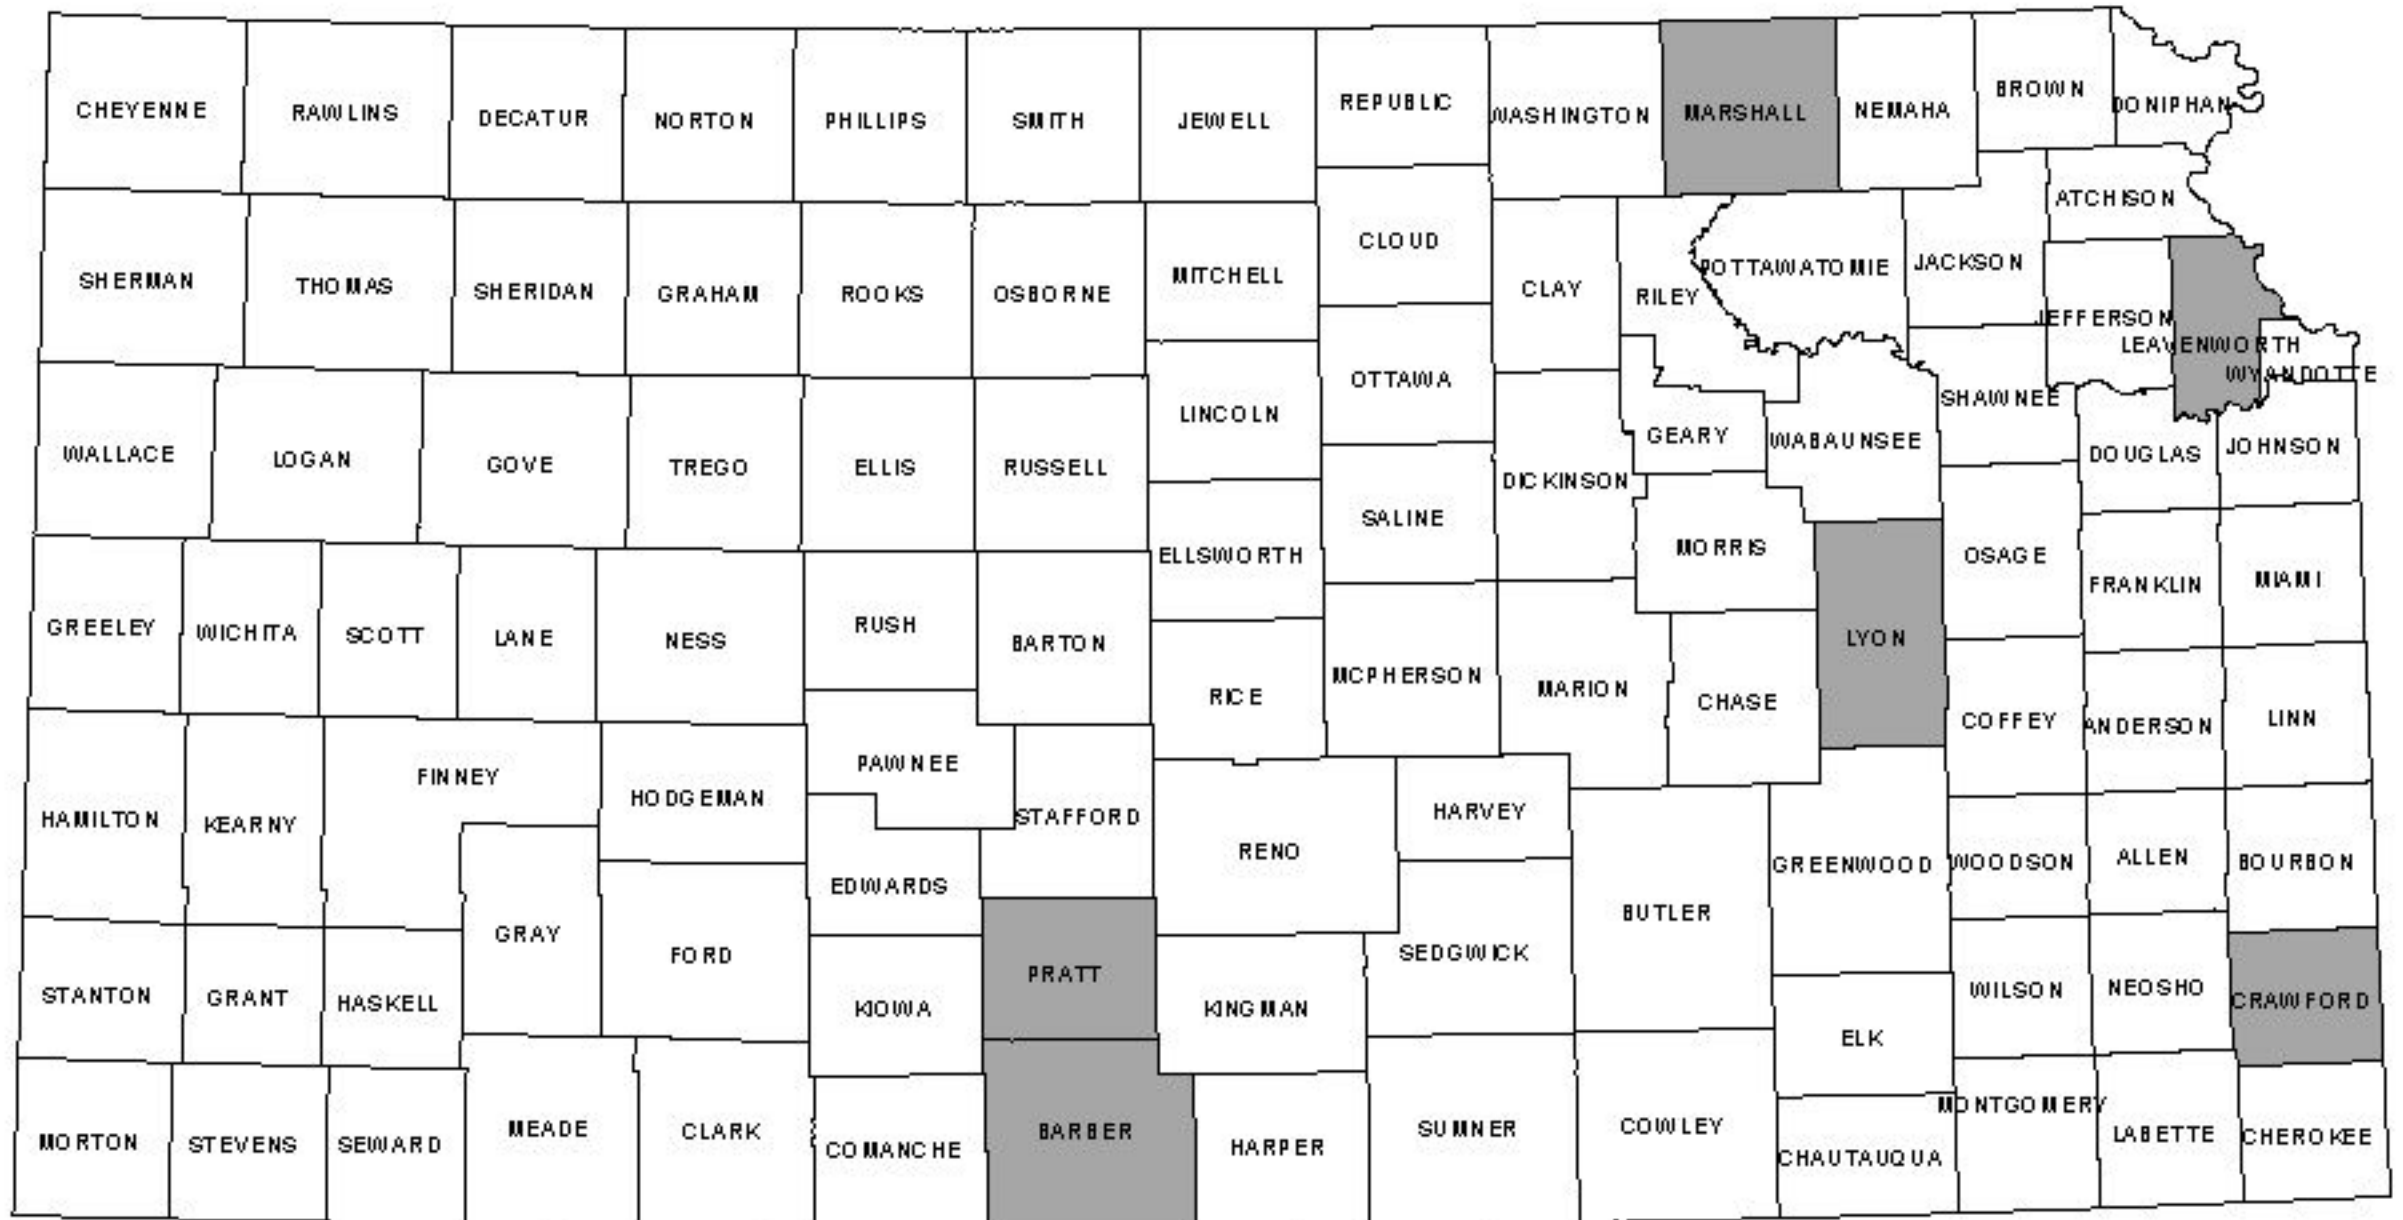 CHEYENNE
RAWLINS
DECATUR
NORTON
PHILLIPS
SMITH
JEWELL
REPUBLIC
WASHINGTON
MARSHALL
NEMAHA
BROWN
DONIPHAN
ATCHISON
SHERMAN
THOMAS
SHERIDAN
GRAHAM
ROOKS
OSBORNE
MITCHELL
CLOUD
CLAY
RILEY
POTTAWATOMIE
JACKSON
JEFFERSON
LEAVENWORTH
WYANDOTTE
WALLACE
LOGAN
GOVE
TREGO
ELLIS
RUSSELL
LINCOLN
OTTAWA
SALINE
DICKINSON
GEARY
WABAUNSEE
SHAWNEE
DOUGLAS
JOHNSON
ELLSWORTH
MORRIS
OSAGE
FRANKLIN
MIAMI
GREELEY
WICHITA
SCOTT
LANE
NESS
RUSH
BARTON
RICE
MCPHERSON
MARION
CHASE
LYON
COFFEY
ANDERSON
LINN
HAMILTON
KEARNY
FINNEY
HODGEMAN
PAWNEE
STAFFORD
RENO
HARVEY
EDWARDS
GRAY
FORD
BUTLER
GREENWOOD
WOODSON
ALLEN
BOURBON
STANTON
GRANT
HASKELL
KIOWA
PRATT
KINGMAN
SEDGWICK
ELK
WILSON
NEOSHO
CRAWFORD
MORTON
STEVENS
SEWARD
MEADE
CLARK
COMANCHE
BARBER
HARPER
SUMNER
COWLEY
CHAUTAUQUA
MONTGOMERY
LABETTE
CHEROKEE